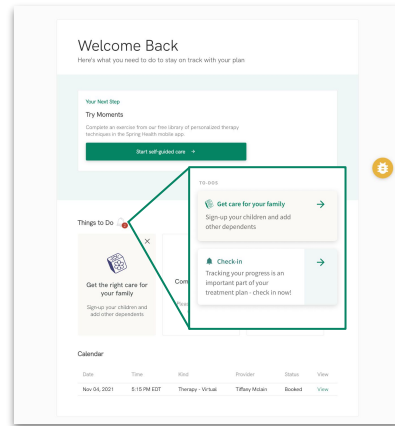 Welcome Back
Here's what you need to do to stay on track with your plan
Your Next Step
Try Moments
Complete an exercise from our free library of personalized therapy
techniques in the Spring Health mobile app.
Start self-guided care →
Things to Do
TO-DOS
Get care for your family →
Sign-up your children and add
other dependents
Check-in →
Tracking your progress is an
important part of your
treatment plan - check in now!
Get the right care for
your family
Sign-up your children and
add other dependents
Com
Calendar
Date Time Kind Provider Status View
Nov 04, 2021 5:15 PM EDT Therapy - Virtual Tiffany Mclain Booked View